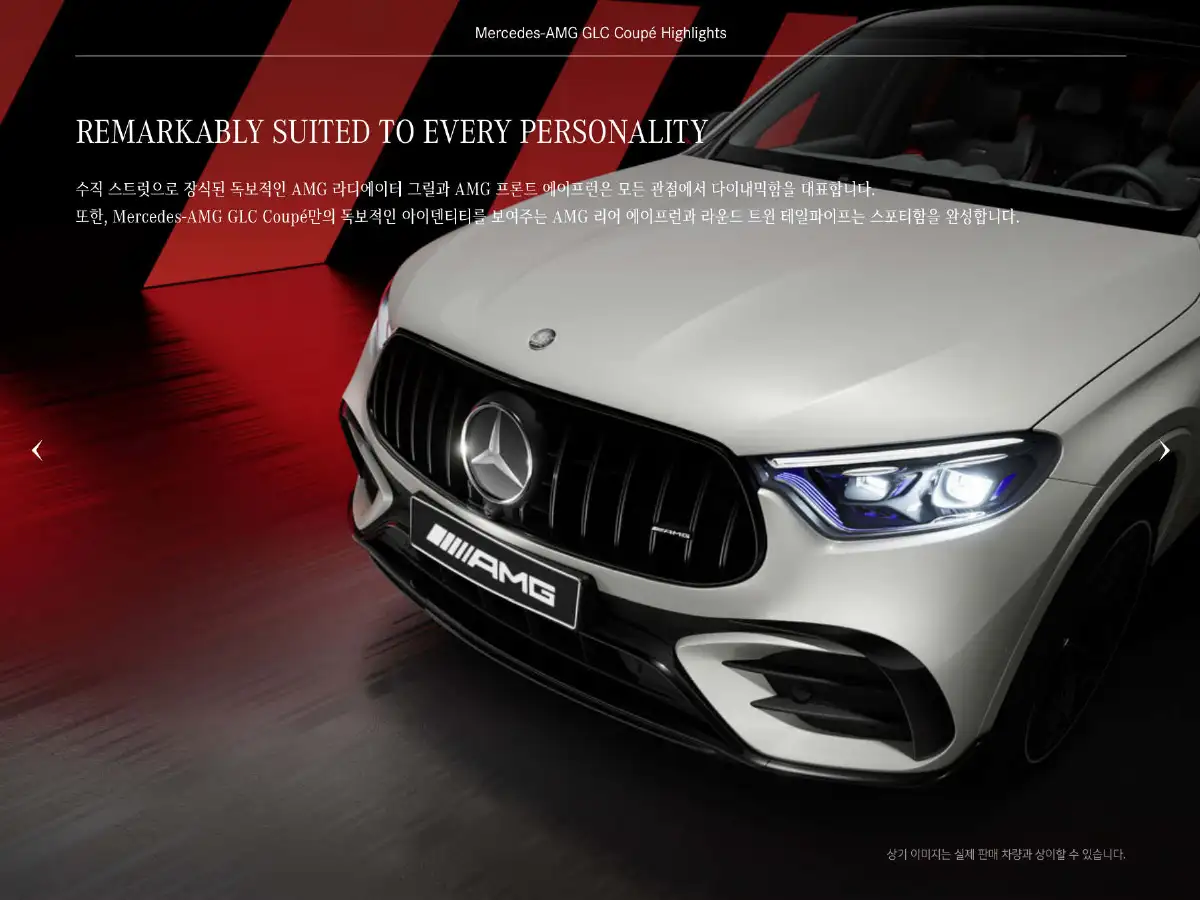 Mercedes-AMG GLC Coupé Highlights
REMARKABLY SUITED TO EVERY PERSONALITY
수직 스트럿으로 장식된 독보적인 AMG 라디에이터 그릴과 AMG 프론트 에이프런은 모든 관점에서 다이내믹함을 대표합니다.
또한, Mercedes-AMG GLC Coupé만의 독보적인 아이덴티티를 보여주는 AMG 리어 에이프런과 라운드 트윈 테일파이프는 스포티함을 완성합니다.
AMG
AMG
상기 이미지는 실제 판매 차량과 상이할 수 있습니다.